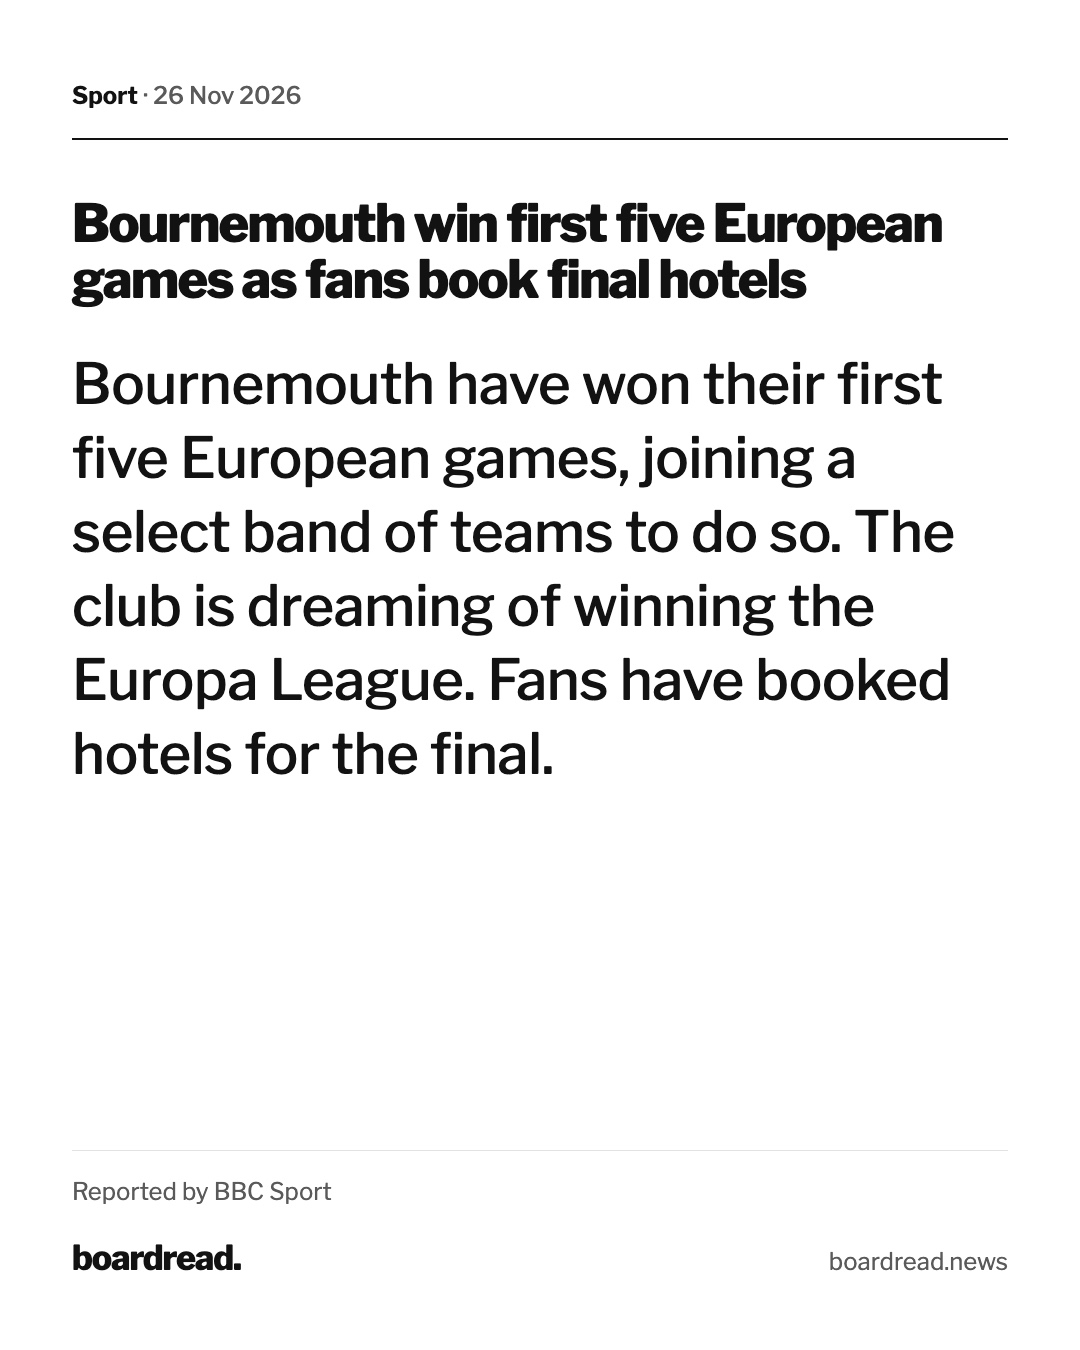 Sport · 26 Nov 2026
Bournemouth win first five European
games as fans book final hotels
Bournemouth have won their first
five European games, joining a
select band of teams to do so. The
club is dreaming of winning the
Europa League. Fans have booked
hotels for the final.
Reported by BBC Sport
boardread.
boardread.news